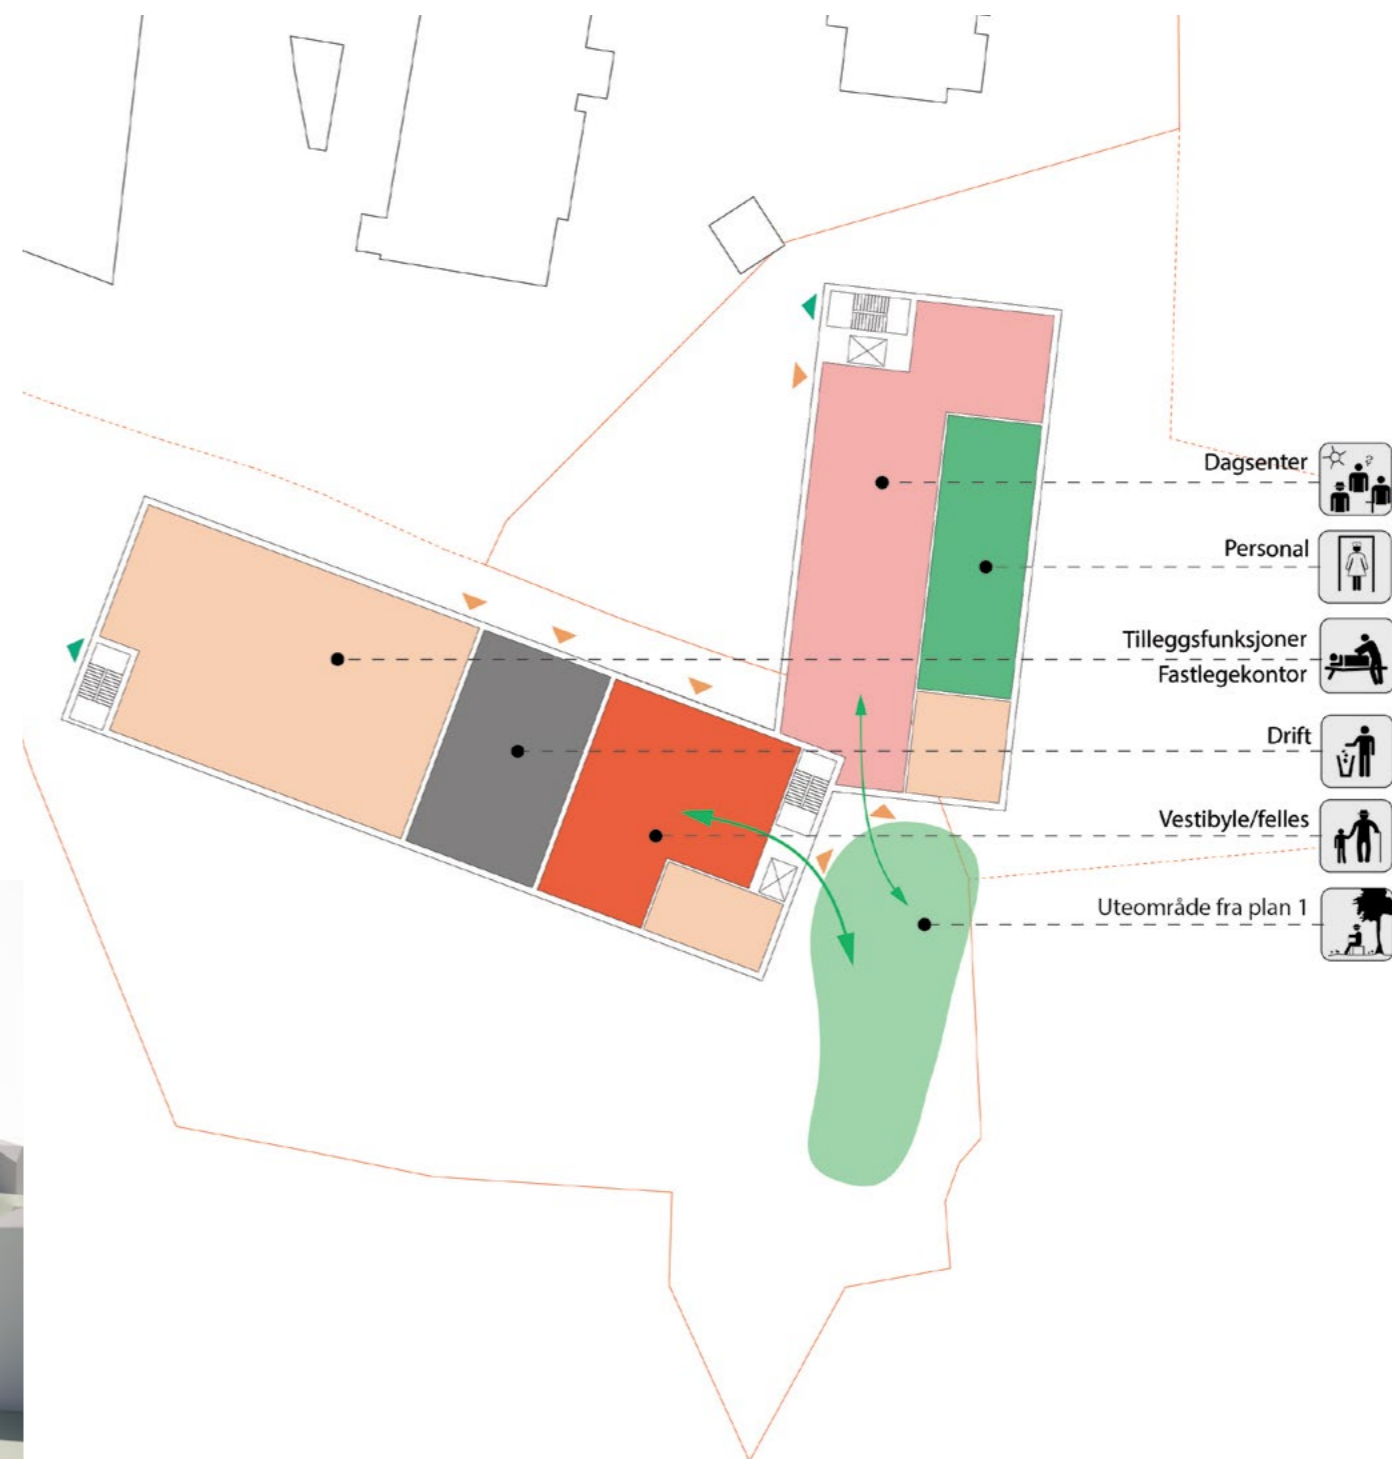 Dagsenter
Personal
Tilleggsfunksjoner
Fastlegekontor
Drift
Vestibyle/felles
Uteområde fra plan 1